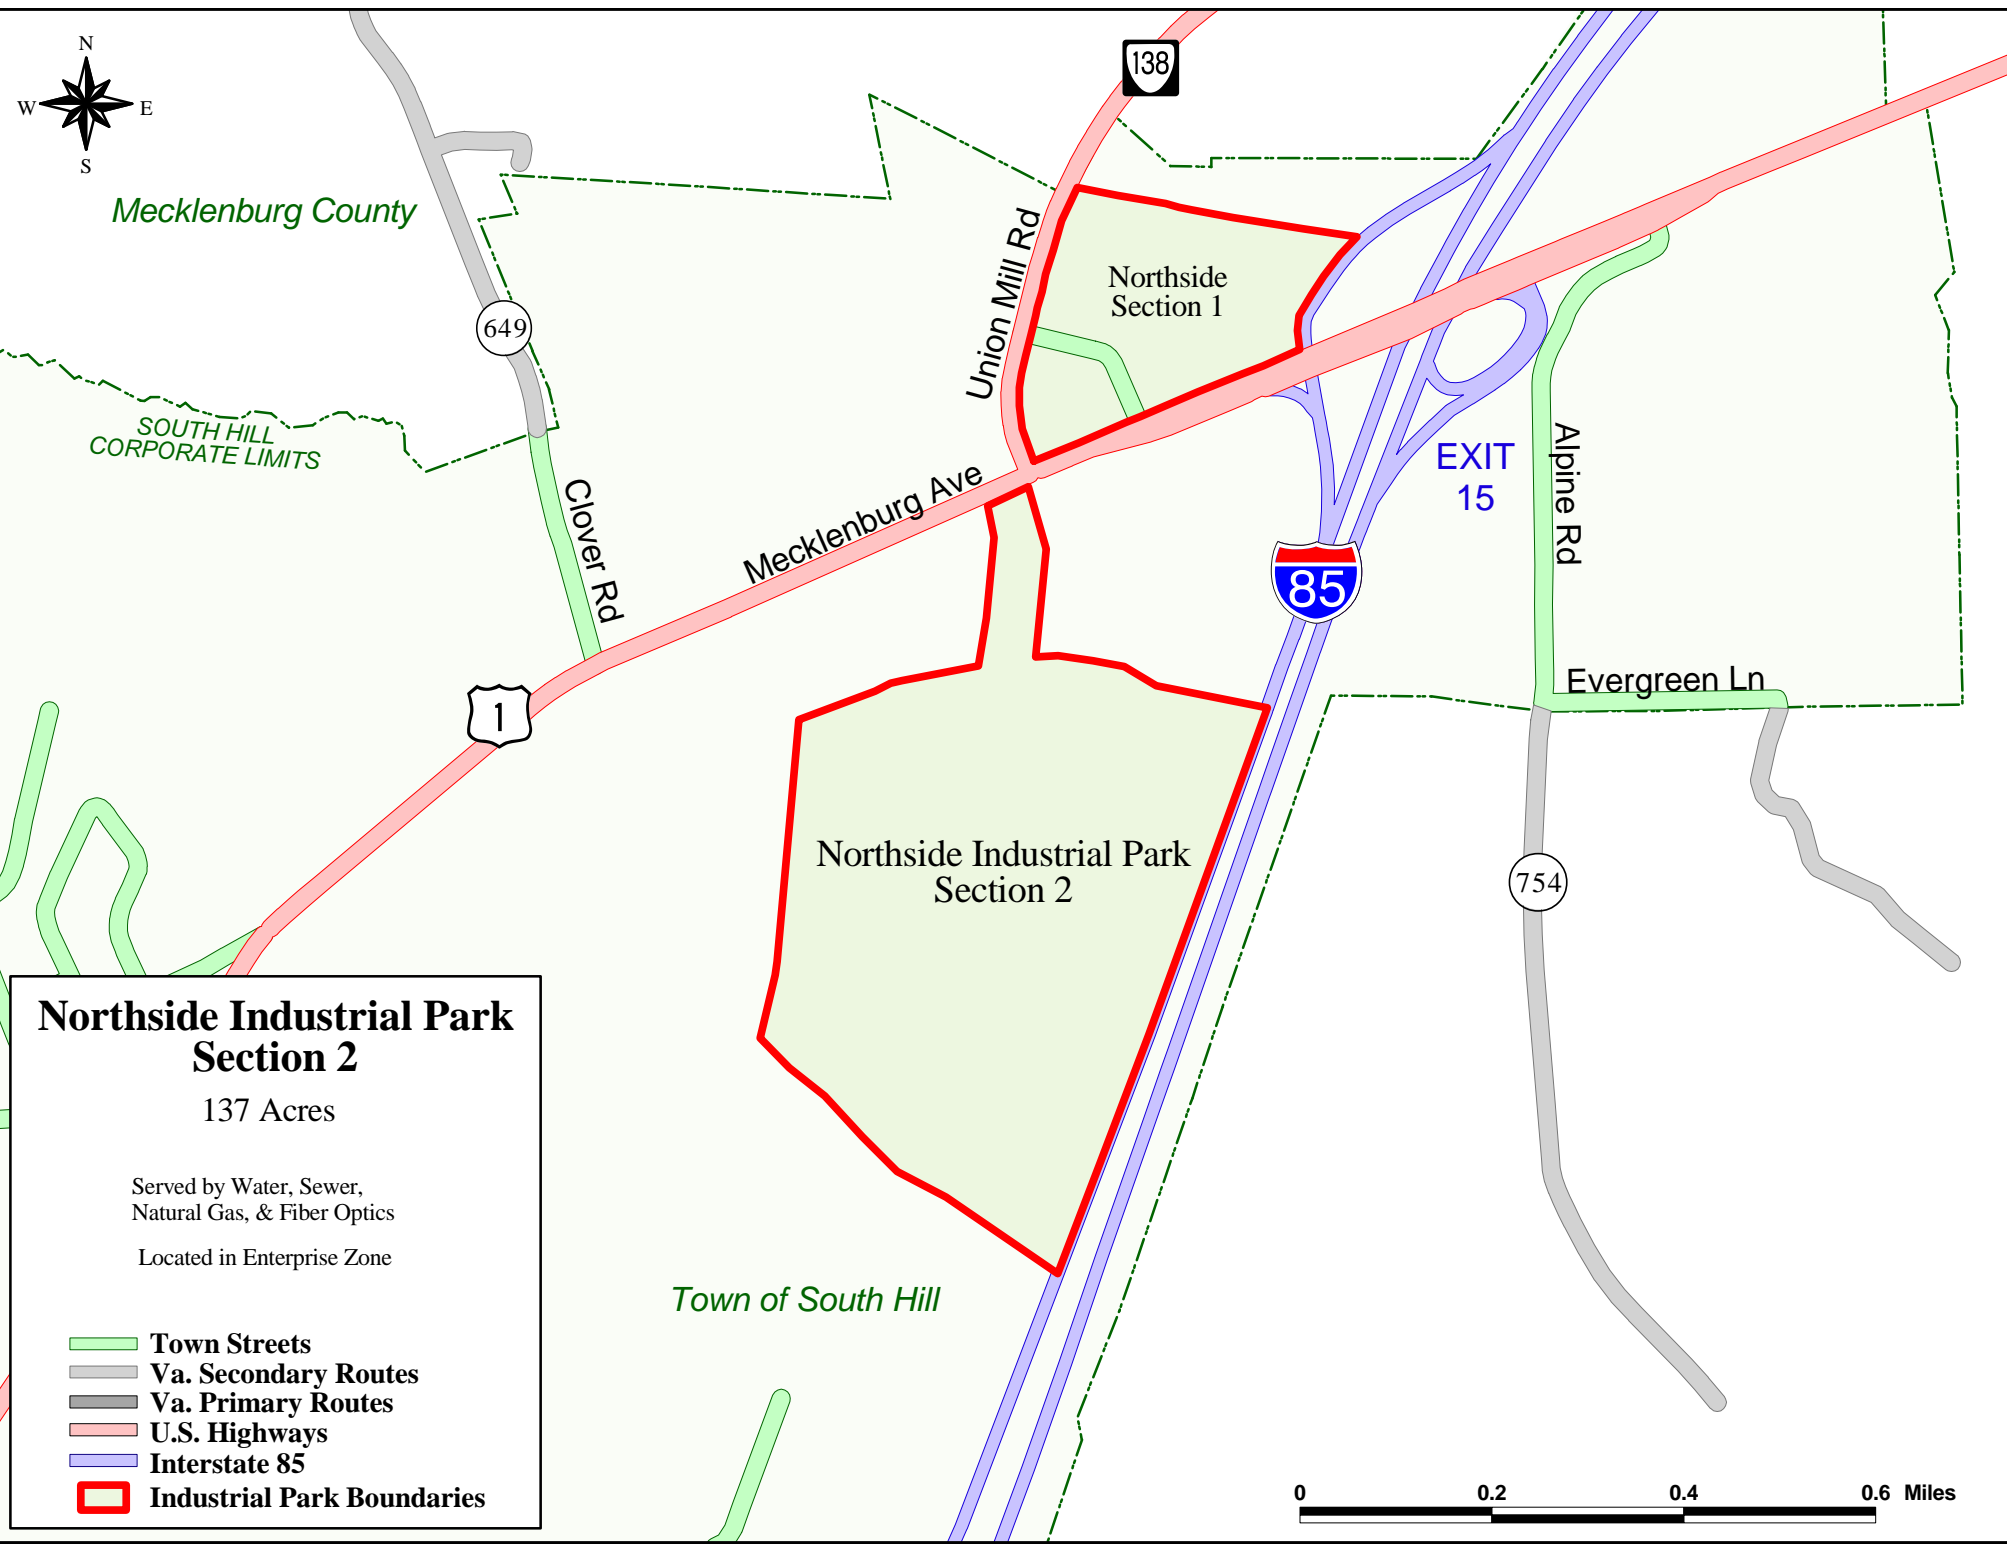 N
W E
S
138
Mecklenburg County
Union Mill Rd
Northside
Section 1
649
SOUTH HILL
CORPORATE LIMITS
Clover Rd
Mecklenburg Ave
EXIT
15
Alpine Rd
85
Evergreen Ln
1
Northside Industrial Park
Section 2
754
Northside Industrial Park
Section 2
137 Acres
Served by Water, Sewer,
Natural Gas, & Fiber Optics
Located in Enterprise Zone
Town of South Hill
Town Streets
Va. Secondary Routes
Va. Primary Routes
U.S. Highways
Interstate 85
Industrial Park Boundaries
0 0.2 0.4 0.6 Miles